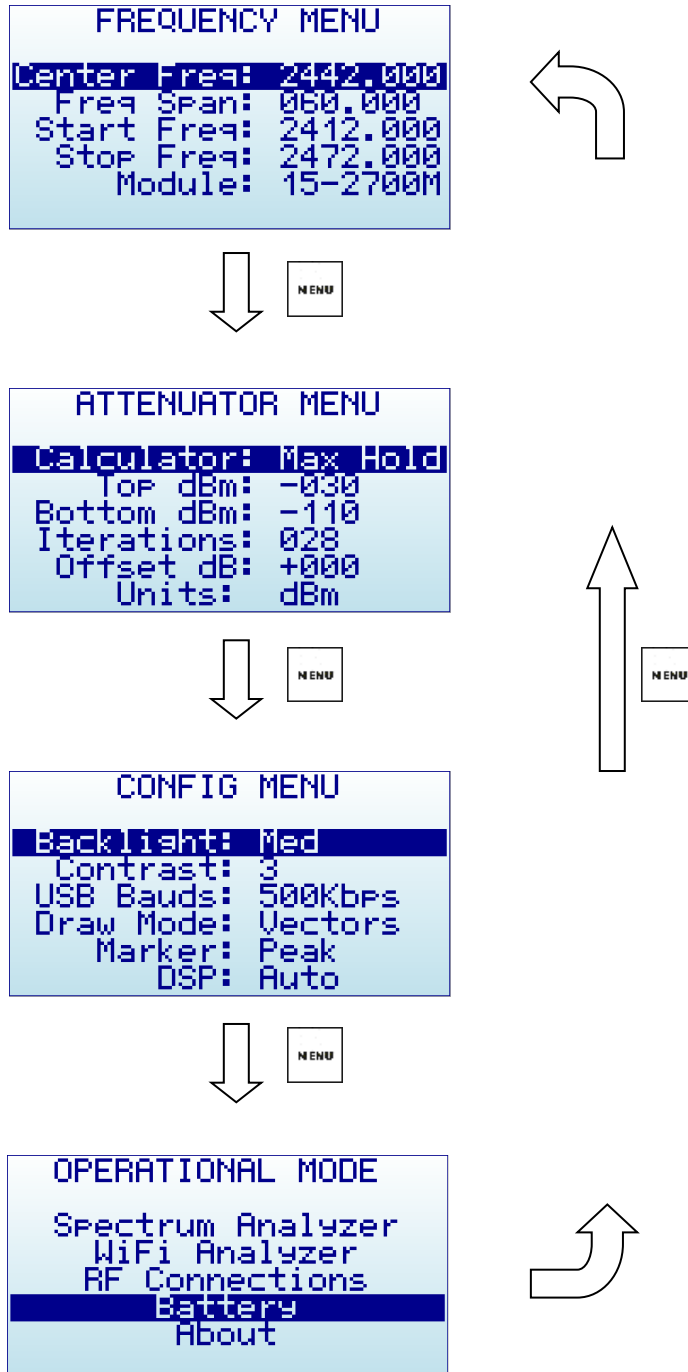 FREQUENCY MENU
Center Freq: 2442.000
Freq Span: 060.000
Start Freq: 2412.000
Stop Freq: 2472.000
Module: 15-2700M
MENU
ATTENUATOR MENU
Calculator: Max Hold
Top dBm: -030
Bottom dBm: -110
Iterations: 028
Offset dB: +000
Units: dBm
MENU
MENU
CONFIG MENU
Backlight: Med
Contrast: 3
USB Bauds: 500Kbps
Draw Mode: Vectors
Marker: Peak
DSP: Auto
MENU
OPERATIONAL MODE
Spectrum Analyzer
WiFi Analyzer
RF Connections
Battery
About